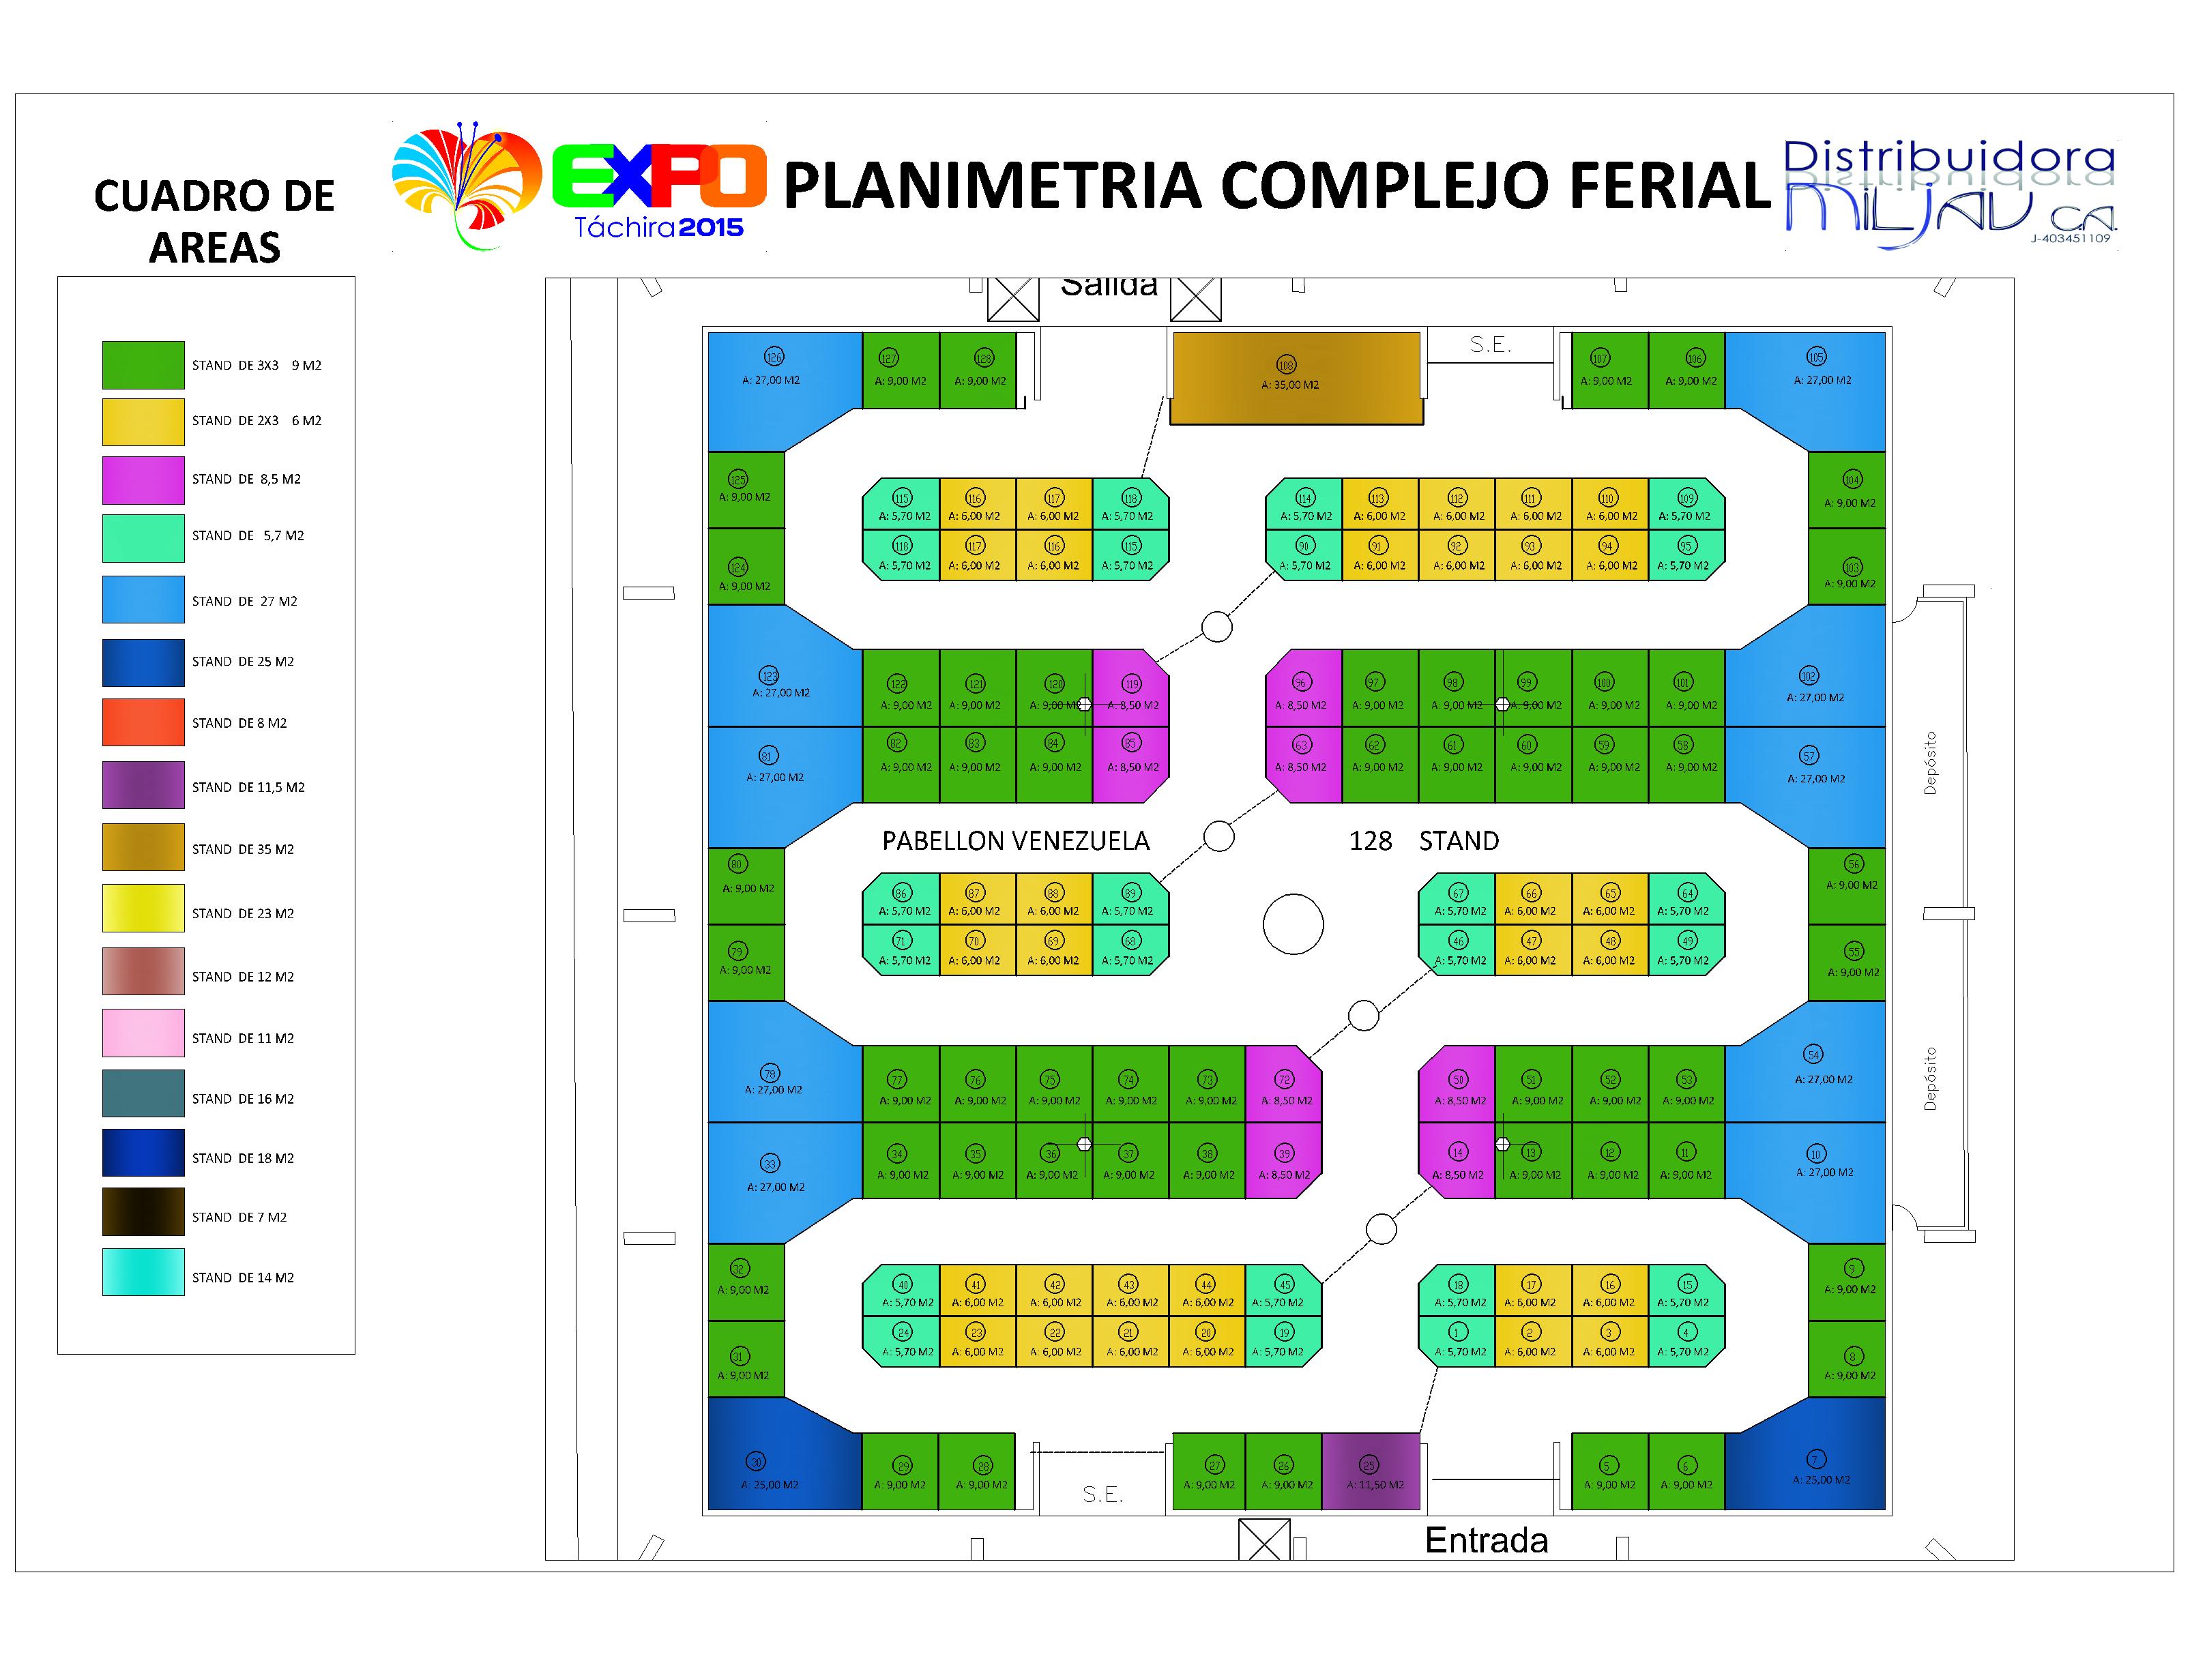 CUADRO DE
AREAS
EXPO
Táchira 2015
PLANIMETRIA COMPLEJO FERIAL
Distribuidora
MILJAV C.A.
J-403451109
STAND DE 3X3 9 M2
STAND DE 2X3 6 M2
STAND DE 8,5 M2
STAND DE 5,7 M2
STAND DE 27 M2
STAND DE 25 M2
STAND DE 8 M2
STAND DE 11,5 M2
STAND DE 35 M2
STAND DE 23 M2
STAND DE 12 M2
STAND DE 11 M2
STAND DE 16 M2
STAND DE 18 M2
STAND DE 7 M2
STAND DE 14 M2
Salida
S.E.
126 127 128 108 107 106 105
A: 27,00 M2 A: 9,00 M2 A: 9,00 M2 A: 35,00 M2 A: 9,00 M2 A: 9,00 M2 A: 27,00 M2
125 104
A: 9,00 M2 A: 9,00 M2
115 116 117 118 114 113 112 111 110 109
A: 5,70 M2 A: 6,00 M2 A: 6,00 M2 A: 5,70 M2 A: 5,70 M2 A: 6,00 M2 A: 6,00 M2 A: 6,00 M2 A: 6,00 M2 A: 5,70 M2
118 117 116 115 90 91 92 93 94 95
A: 5,70 M2 A: 6,00 M2 A: 6,00 M2 A: 5,70 M2 A: 5,70 M2 A: 6,00 M2 A: 6,00 M2 A: 6,00 M2 A: 6,00 M2 A: 5,70 M2
124 103
A: 9,00 M2 A: 9,00 M2
123 122 121 120 119 96 97 98 99 100 101 102
A: 27,00 M2 A: 9,00 M2 A: 9,00 M2 A: 9,00 M2 A: 8,50 M2 A: 8,50 M2 A: 9,00 M2 A: 9,00 M2 A: 9,00 M2 A: 9,00 M2 A: 9,00 M2 A: 27,00 M2
81 82 83 84 85 63 62 61 60 59 58 57
A: 27,00 M2 A: 9,00 M2 A: 9,00 M2 A: 9,00 M2 A: 8,50 M2 A: 8,50 M2 A: 9,00 M2 A: 9,00 M2 A: 9,00 M2 A: 9,00 M2 A: 9,00 M2 A: 27,00 M2
Depósito
PABELLON VENEZUELA 128 STAND
80 56
A: 9,00 M2 A: 9,00 M2
86 87 88 89 67 66 65 64
A: 5,70 M2 A: 6,00 M2 A: 6,00 M2 A: 5,70 M2 A: 5,70 M2 A: 6,00 M2 A: 6,00 M2 A: 5,70 M2
71 70 69 68 46 47 48 49
A: 5,70 M2 A: 6,00 M2 A: 6,00 M2 A: 5,70 M2 A: 5,70 M2 A: 6,00 M2 A: 6,00 M2 A: 5,70 M2
79 55
A: 9,00 M2 A: 9,00 M2
78 77 76 75 74 73 72 50 51 52 53 54
A: 27,00 M2 A: 9,00 M2 A: 9,00 M2 A: 9,00 M2 A: 9,00 M2 A: 9,00 M2 A: 8,50 M2 A: 8,50 M2 A: 9,00 M2 A: 9,00 M2 A: 9,00 M2 A: 27,00 M2
Depósito
33 34 35 36 37 38 39 14 13 12 11 10
A: 27,00 M2 A: 9,00 M2 A: 9,00 M2 A: 9,00 M2 A: 9,00 M2 A: 9,00 M2 A: 8,50 M2 A: 8,50 M2 A: 9,00 M2 A: 9,00 M2 A: 9,00 M2 A: 27,00 M2
32 9
A: 9,00 M2 A: 9,00 M2
40 41 42 43 44 45 18 17 16 15
A: 5,70 M2 A: 6,00 M2 A: 6,00 M2 A: 6,00 M2 A: 6,00 M2 A: 5,70 M2 A: 5,70 M2 A: 6,00 M2 A: 6,00 M2 A: 5,70 M2
24 23 22 21 20 19 1 2 3 4
A: 5,70 M2 A: 6,00 M2 A: 6,00 M2 A: 6,00 M2 A: 6,00 M2 A: 5,70 M2 A: 5,70 M2 A: 6,00 M2 A: 6,00 M2 A: 5,70 M2
31 8
A: 9,00 M2 A: 9,00 M2
30 29 28 27 26 25 5 6 7
A: 25,00 M2 A: 9,00 M2 A: 9,00 M2 A: 9,00 M2 A: 9,00 M2 A: 11,50 M2 A: 9,00 M2 A: 9,00 M2 A: 25,00 M2
S.E.
Entrada